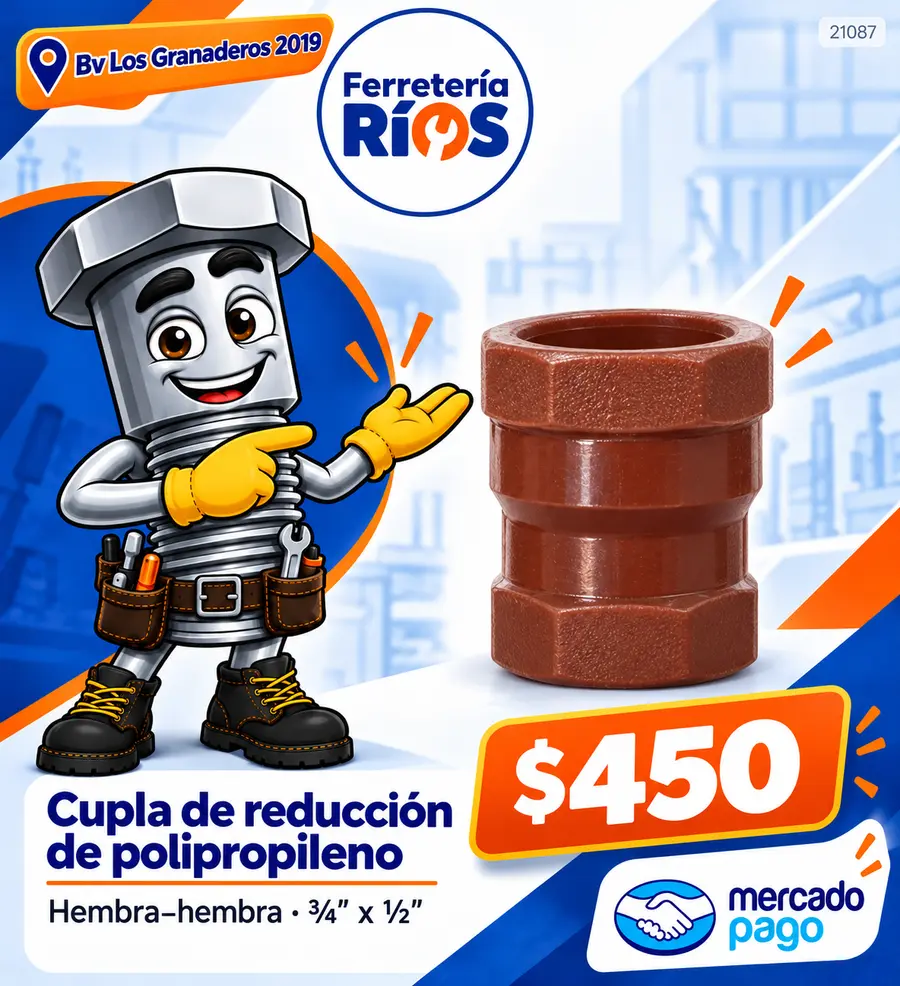 Bv Los Granaderos 2019
Ferretería
RÍOS
21087
$450
Cupla de reducción
de polipropileno
Hembra-hembra · ¾” x ½”
mercado
pago